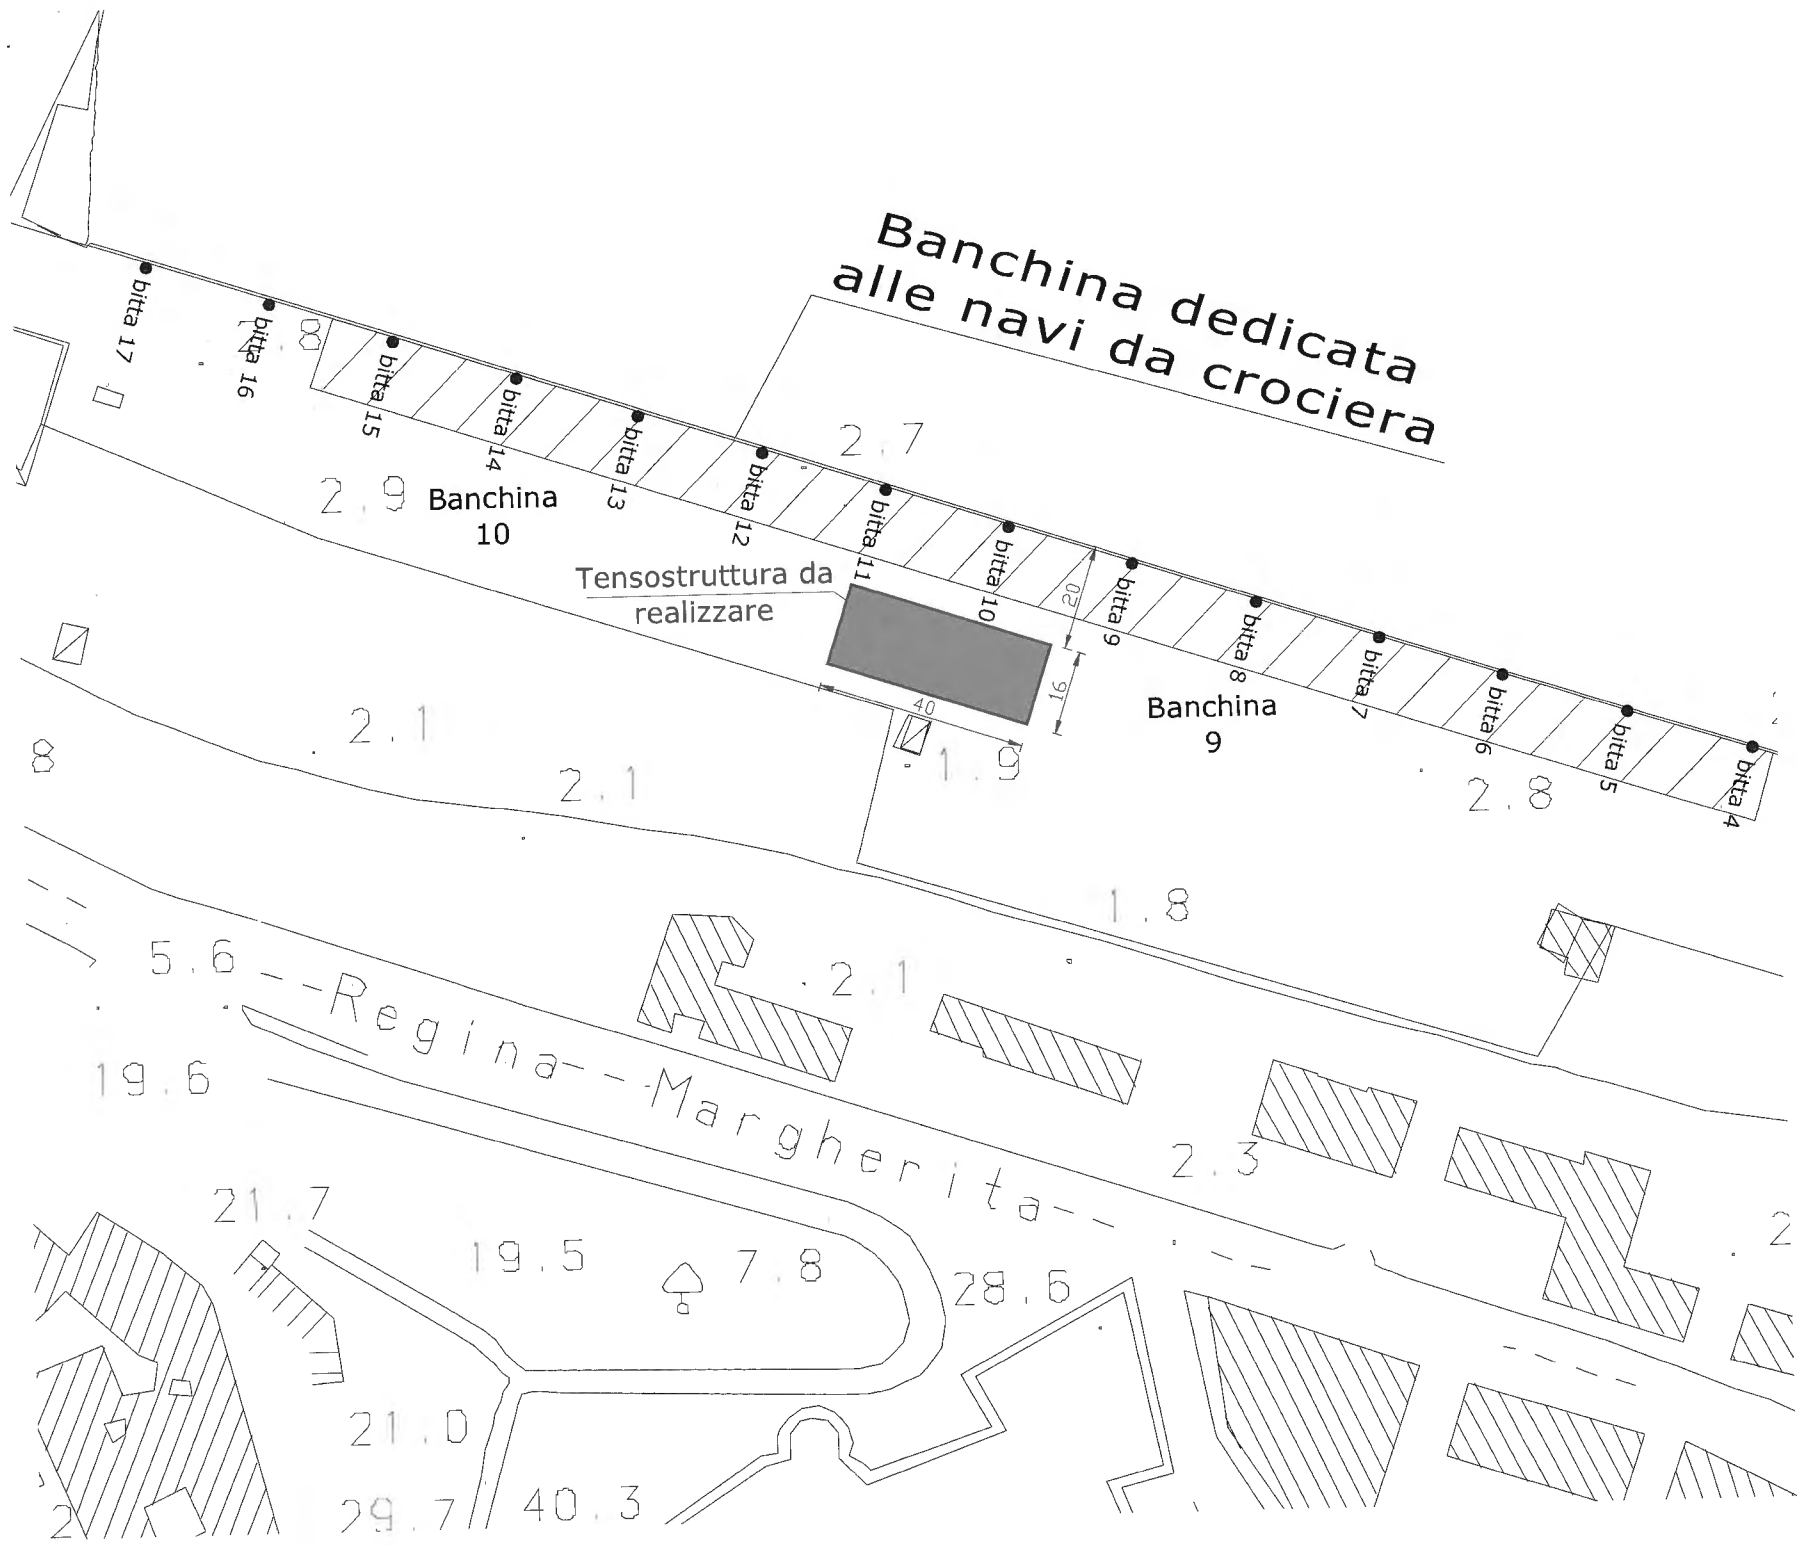 Banchina dedicata
alle navi da crociera
bitta 17
bitta 16
bitta 15
bitta 14
bitta 13
bitta 12
bitta 11
bitta 10
bitta 9
bitta 8
bitta 7
bitta 6
bitta 5
bitta 4
2.7
2.9
Banchina
10
Tensostruttura da
realizzare
20
16
40
Banchina
9
2.1
2.1
1.9
2.8
8
1.8
5.6
2.1
Regina Margherita
19.6
2.3
21.7
19.5
7.8
28.6
2
21.0
29.7
40.3
2